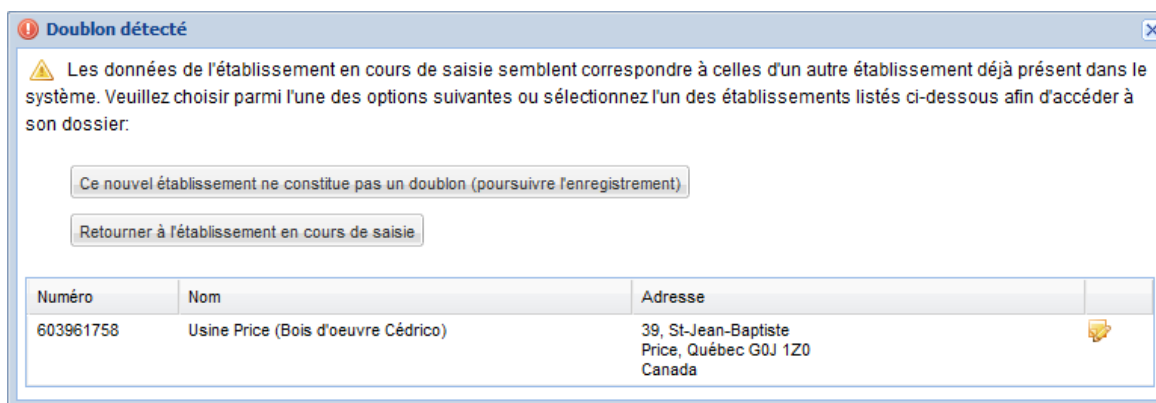 Doublon détecté
Les données de l'établissement en cours de saisie semblent correspondre à celles d'un autre établissement déjà présent dans le
système. Veuillez choisir parmi l'une des options suivantes ou sélectionnez l'un des établissements listés ci-dessous afin d'accéder à
son dossier:
Ce nouvel établissement ne constitue pas un doublon (poursuivre l'enregistrement)
Retourner à l'établissement en cours de saisie
Numéro Nom Adresse
603961758 Usine Price (Bois d'oeuvre Cédrico) 39, St-Jean-Baptiste
Price, Québec G0J 1Z0
Canada